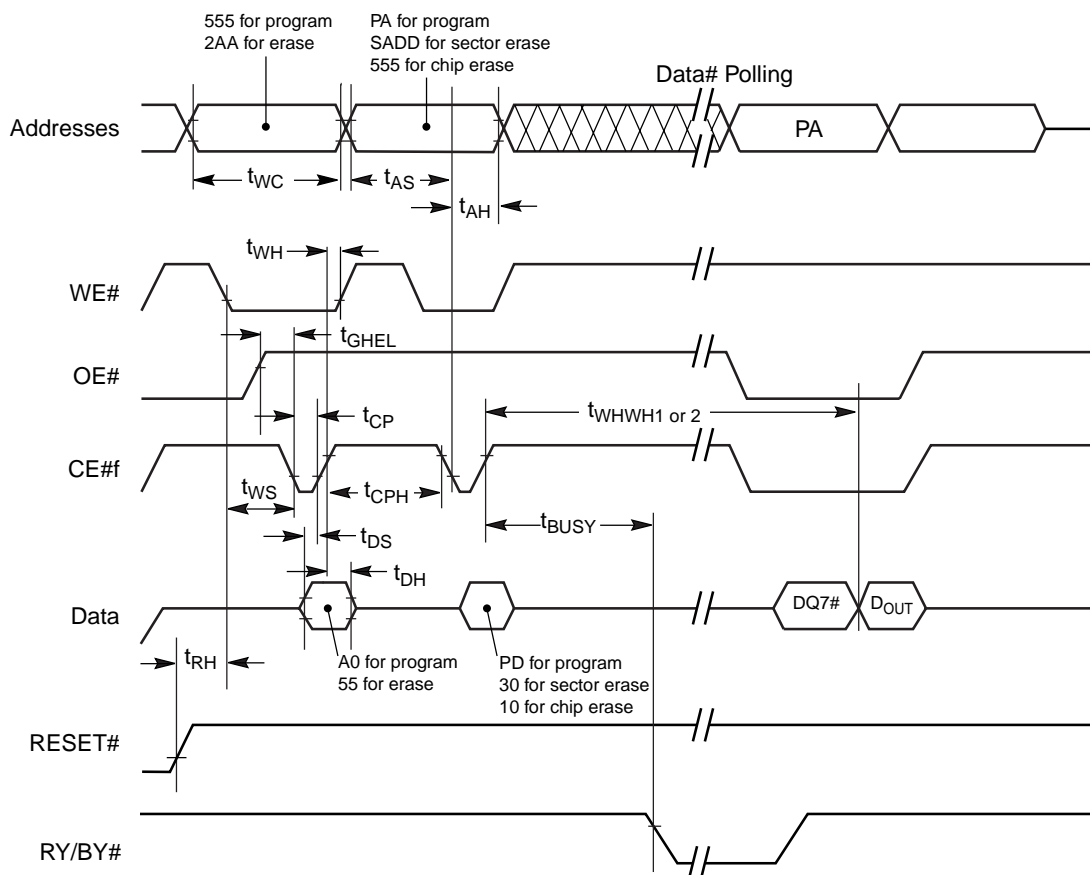 555 for program
2AA for erase
PA for program
SADD for sector erase
555 for chip erase
Data# Polling
Addresses
PA
tWC
tAS
tAH
tWH
WE#
tGHEL
OE#
tWHWH1 or 2
tCP
CE#f
tWS
tCPH
tBUSY
tDS
tDH
Data
DQ7#
DOUT
tRH
A0 for program
55 for erase
PD for program
30 for sector erase
10 for chip erase
RESET#
RY/BY#